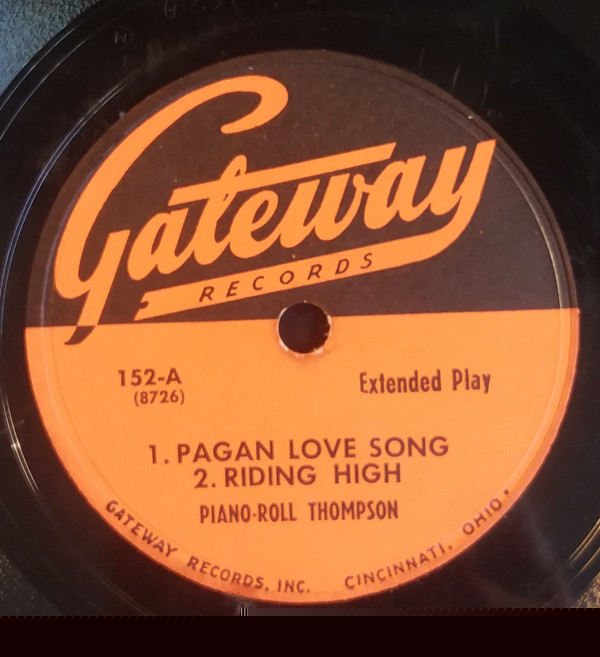 Gateway
RECORDS
152-A
(8726)
Extended Play
1. PAGAN LOVE SONG
2. RIDING HIGH
PIANO-ROLL THOMPSON
GATEWAY RECORDS, INC. CINCINNATI, OHIO.